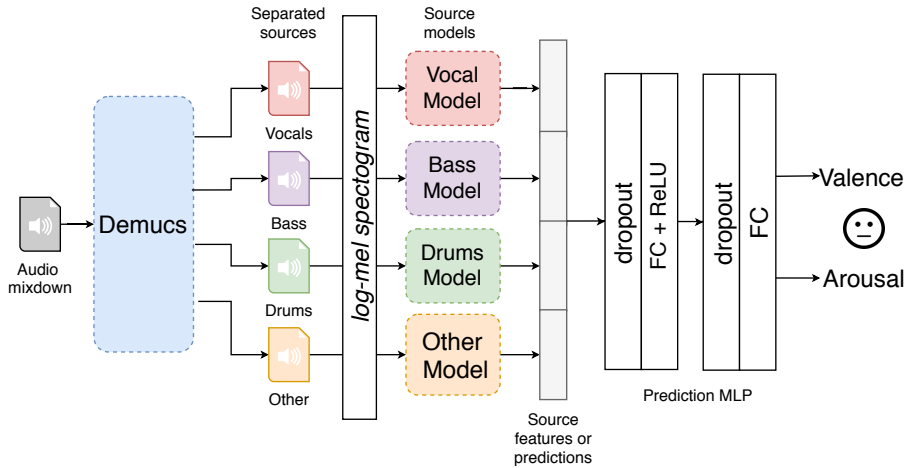 Separated
sources
Source
models
Vocal
Model
Vocals
Bass
Model
Bass
Demucs
Audio
mixdown
Drums
Model
Drums
Other
Model
Other
log-mel spectogram
Source
features or
predictions
dropout
FC + ReLU
dropout
FC
Prediction MLP
Valence
Arousal